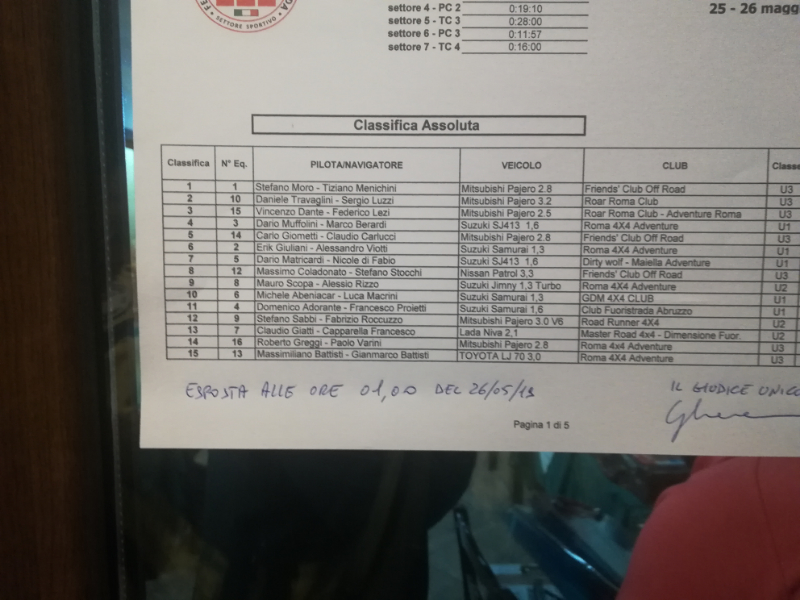 SETTORE SPORTIVO
settore 4 - PC 2 0:19:10
settore 5 - TC 3 0:28:00
settore 6 - PC 3 0:11:57
settore 7 - TC 4 0:16:00
25 - 26 magg
Classifica Assoluta
Classifica N° Eq. PILOTA/NAVIGATORE VEICOLO CLUB Classe
1 1 Stefano Moro - Tiziano Menichini Mitsubishi Pajero 2.8 Friends' Club Off Road U3
2 10 Daniele Travaglini - Sergio Luzzi Mitsubishi Pajero 3.2 Roar Roma Club U3
3 15 Vincenzo Dante - Federico Lezi Mitsubishi Pajero 2.5 Roar Roma Club - Adventure Roma U3
4 3 Dario Muffolini - Marco Berardi Suzuki SJ413 1,6 Roma 4X4 Adventure U1
5 14 Carlo Giometti - Claudio Carlucci Mitsubishi Pajero 2.8 Friends' Club Off Road U3
6 2 Erik Giuliani - Alessandro Viotti Suzuki Samurai 1,3 Roma 4X4 Adventure U1
7 5 Dario Matricardi - Nicole di Fabio Suzuki SJ413 1,6 Dirty wolf - Maiella Adventure U1
8 12 Massimo Coladonato - Stefano Stocchi Nissan Patrol 3,3 Friends' Club Off Road U3
9 8 Mauro Scopa - Alessio Rizzo Suzuki Jimny 1,3 Turbo Roma 4X4 Adventure U2
10 6 Michele Abeniacar - Luca Macrini Suzuki Samurai 1,3 GDM 4X4 CLUB U1
11 4 Domenico Adorante - Francesco Proietti Suzuki Samurai 1,6 Club Fuoristrada Abruzzo U1
12 9 Stefano Sabbi - Fabrizio Roccuzzo Mitsubishi Pajero 3.0 V6 Road Runner 4X4 U2
13 7 Claudio Giatti - Capparella Francesco Lada Niva 2,1 Master Road 4x4 - Dimensione Fuor. U2
14 16 Roberto Greggi - Paolo Varini Mitsubishi Pajero 2.8 Roma 4x4 Adventure U3
15 13 Massimiliano Battisti - Gianmarco Battisti TOYOTA LJ 70 3,0 Roma 4X4 Adventure U3
ESPOSTA ALLE ORE 01,00 DEL 26/05/13
IL GIUDICE UNICO
Pagina 1 di 5